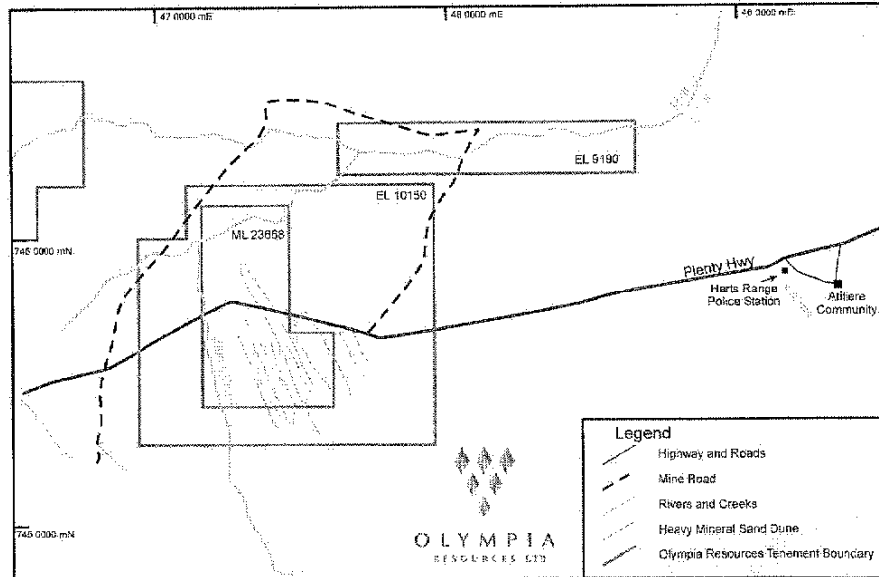 47 0000 mE
48 0000 mE
46 0000 mE
EL 9190
EL 10150
ML 23868
746 0000 mN
Plenty Hwy
Harts Range
Police Station
Atitjere
Community
Legend
Highway and Roads
Mine Road
Rivers and Creeks
Heavy Mineral Sand Dune
Olympia Resources Tenement Boundary
745 0000 mN
OLYMPIA
RESOURCES LTD